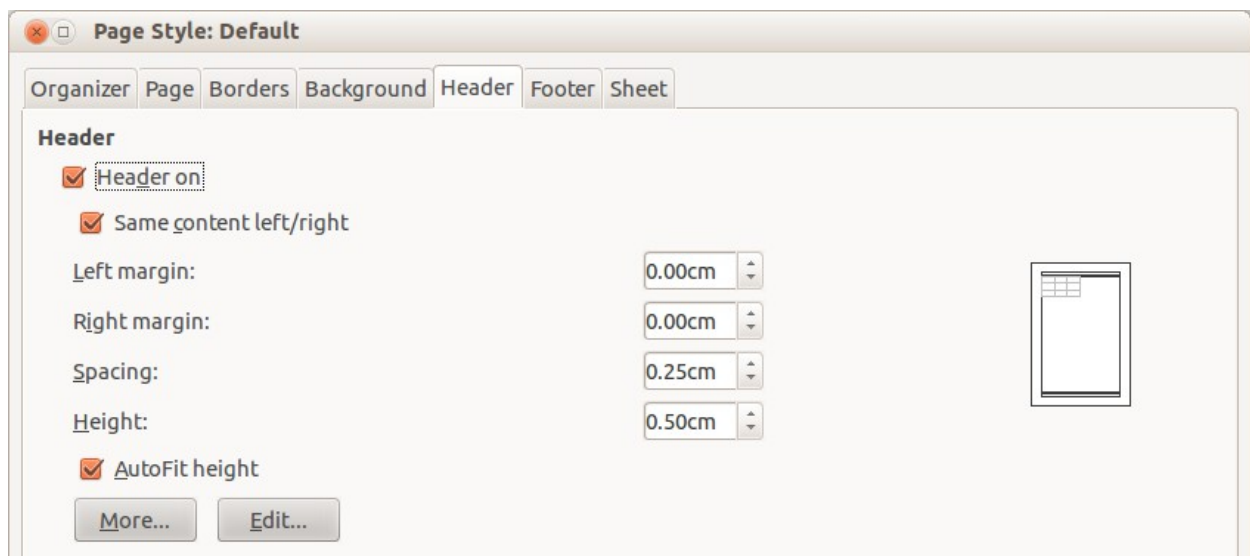 Page Style: Default
Organizer Page Borders Background Header Footer Sheet
Header
Header on
Same content left/right
Left margin: 0.00cm
Right margin: 0.00cm
Spacing: 0.25cm
Height: 0.50cm
AutoFit height
More... Edit...